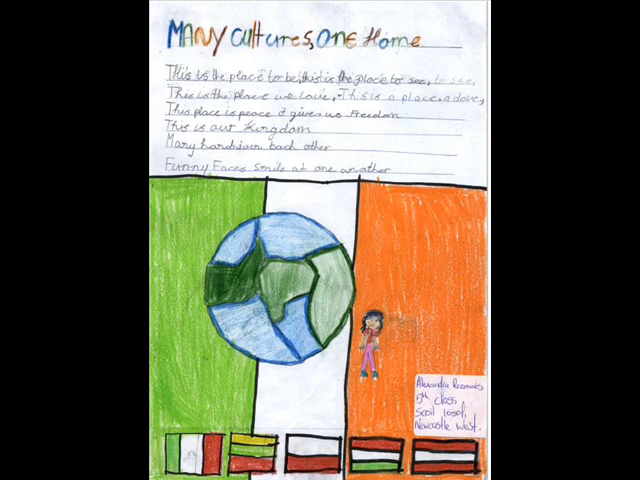 MANY Cultures, One Home
This is the place to be, this is the place to see, to see,
This is the place we love, This is a place adove,
This place is peace it gives us Freedom
This is our Kingdom
Many hands each other
Funny Faces smile at one another
Alexandra
5th class
Scoil Iosef,
Newcastle West.